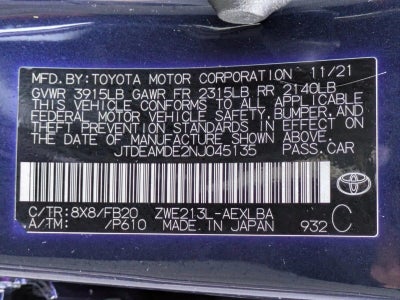 MFD. BY: TOYOTA MOTOR CORPORATION 11/21
GVWR 3915LB GAWR FR 2315LB RR 2140LB
THIS VEHICLE CONFORMS TO ALL APPLICABLE
FEDERAL MOTOR VEHICLE SAFETY, BUMPER, AND
THEFT PREVENTION STANDARDS IN EFFECT ON
THE DATE OF MANUFACTURE SHOWN ABOVE.
JTDEAMDE2NJ045135 PASS.CAR
C/TR:8X8/FB20 ZWE213L-AEXLBA
A/TM: /P610 MADE IN JAPAN 932 C
TOYOTA